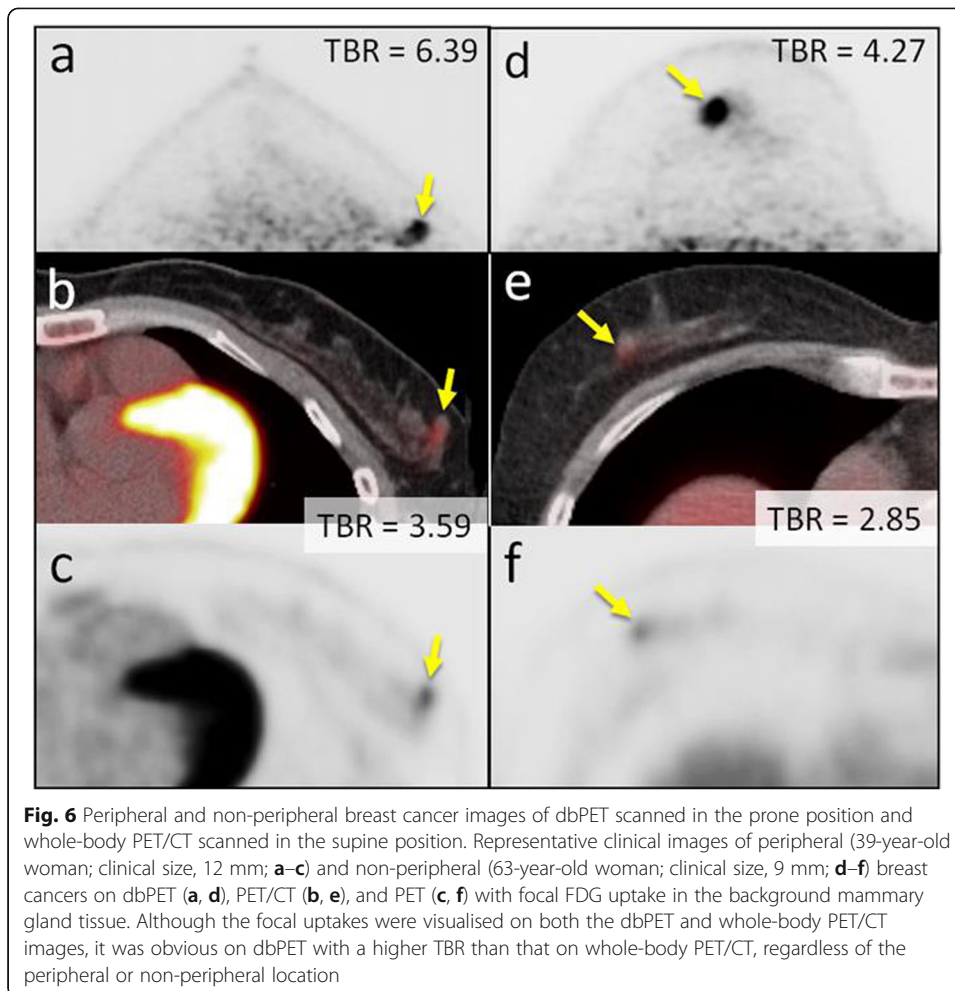 a
TBR = 6.39
d
TBR = 4.27
b
e
TBR = 3.59
TBR = 2.85
c
f
Fig. 6 Peripheral and non-peripheral breast cancer images of dbPET scanned in the prone position and
whole-body PET/CT scanned in the supine position. Representative clinical images of peripheral (39-year-old
woman; clinical size, 12 mm; a–c) and non-peripheral (63-year-old woman; clinical size, 9 mm; d–f) breast
cancers on dbPET (a, d), PET/CT (b, e), and PET (c, f) with focal FDG uptake in the background mammary
gland tissue. Although the focal uptakes were visualised on both the dbPET and whole-body PET/CT
images, it was obvious on dbPET with a higher TBR than that on whole-body PET/CT, regardless of the
peripheral or non-peripheral location